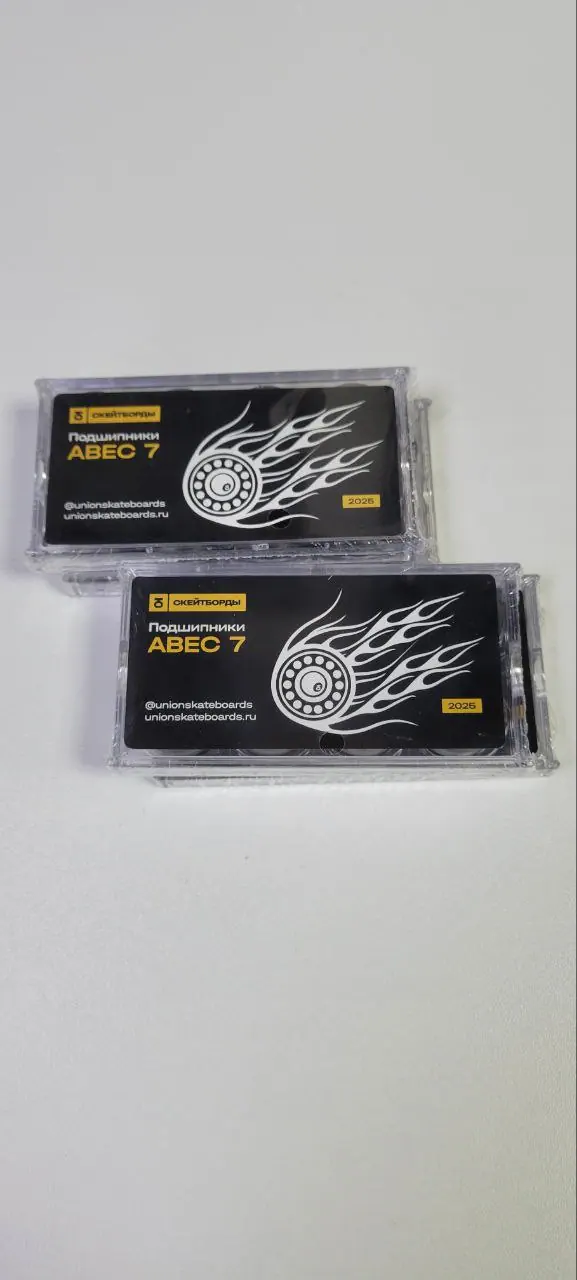 СКЕЙТБОРДЫ
Подшипники
ABEC 7
@unionskateboards
unionskateboards.ru
2025
СКЕЙТБОРДЫ
Подшипники
ABEC 7
@unionskateboards
unionskateboards.ru
2025